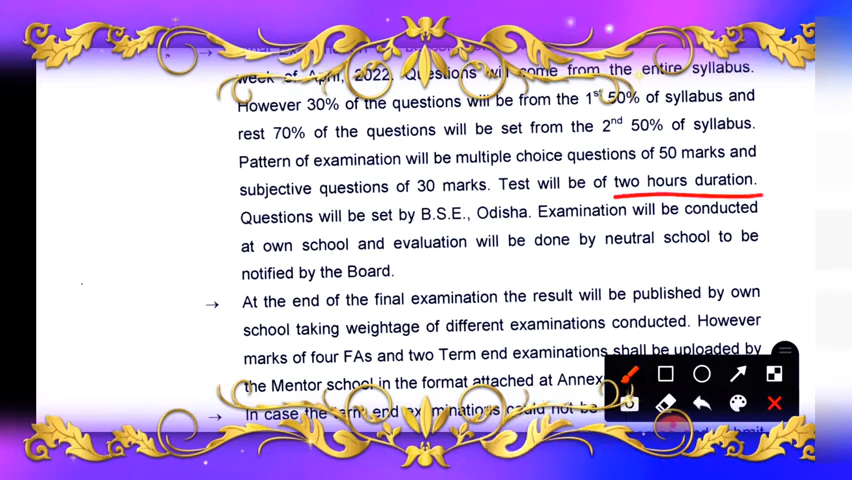 week of April, 2022. Questions will come from the entire syllabus.
However 30% of the questions will be from the 1st 50% of syllabus and
rest 70% of the questions will be set from the 2nd 50% of syllabus.
Pattern of examination will be multiple choice questions of 50 marks and
subjective questions of 30 marks. Test will be of two hours duration.
Questions will be set by B.S.E., Odisha. Examination will be conducted
at own school and evaluation will be done by neutral school to be
notified by the Board.
→ At the end of the final examination the result will be published by own
school taking weightage of different examinations conducted. However
marks of four FAs and two Term end examinations shall be uploaded by
the Mentor school in the format attached at Annex
→ In case the term end examinations could not be